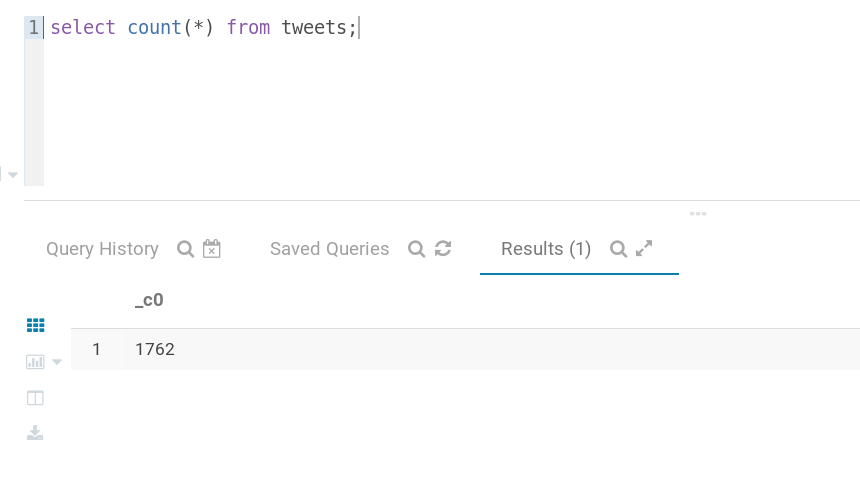 1 select count(*) from tweets;
Query History Saved Queries Results (1)
_c0
1 1762